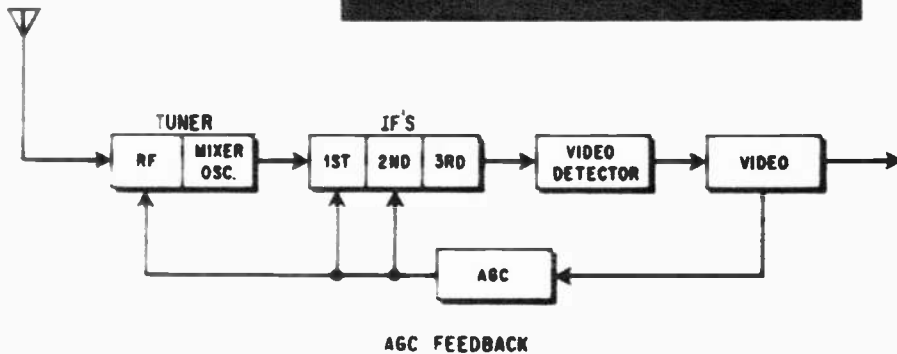 TUNER
IF'S
RF
MIXER
OSC.
1ST
2ND
3RD
VIDEO
DETECTOR
VIDEO
AGC
AGC FEEDBACK